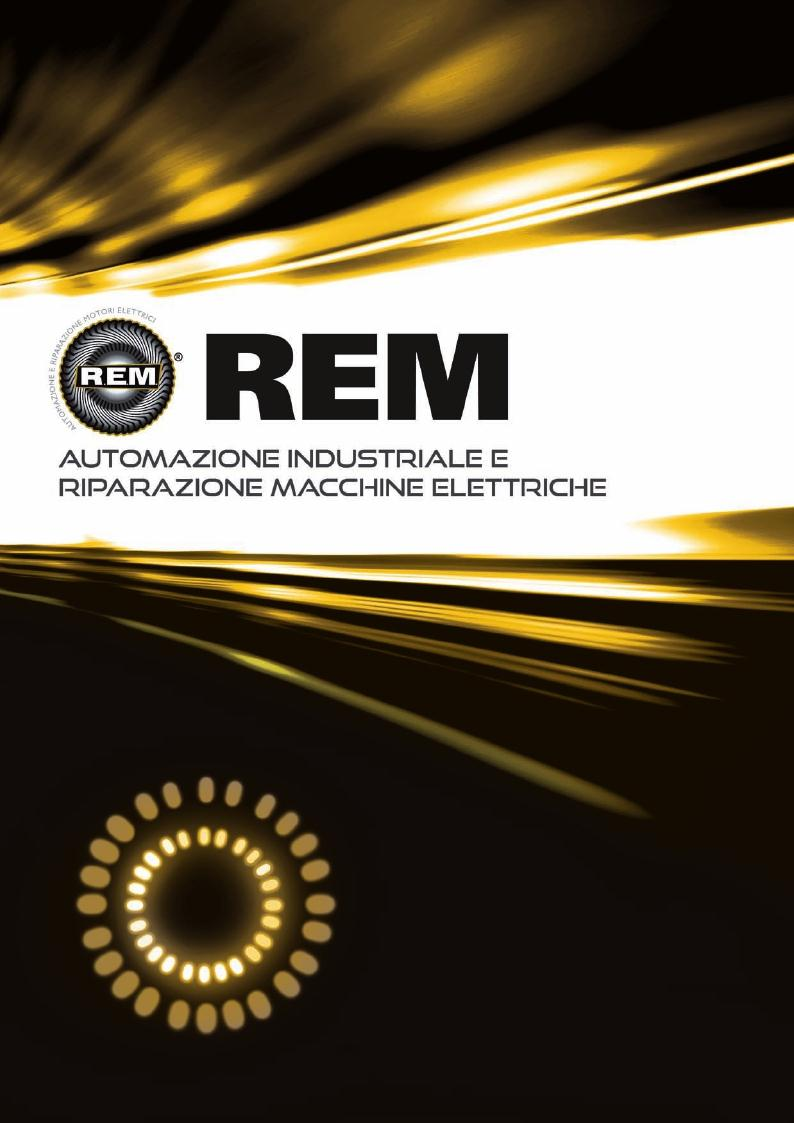 AUTOMAZIONE E RIPARAZIONE MOTORI ELETTRICI
REM
®
REM
AUTOMAZIONE INDUSTRIALE E
RIPARAZIONE MACCHINE ELETTRICHE